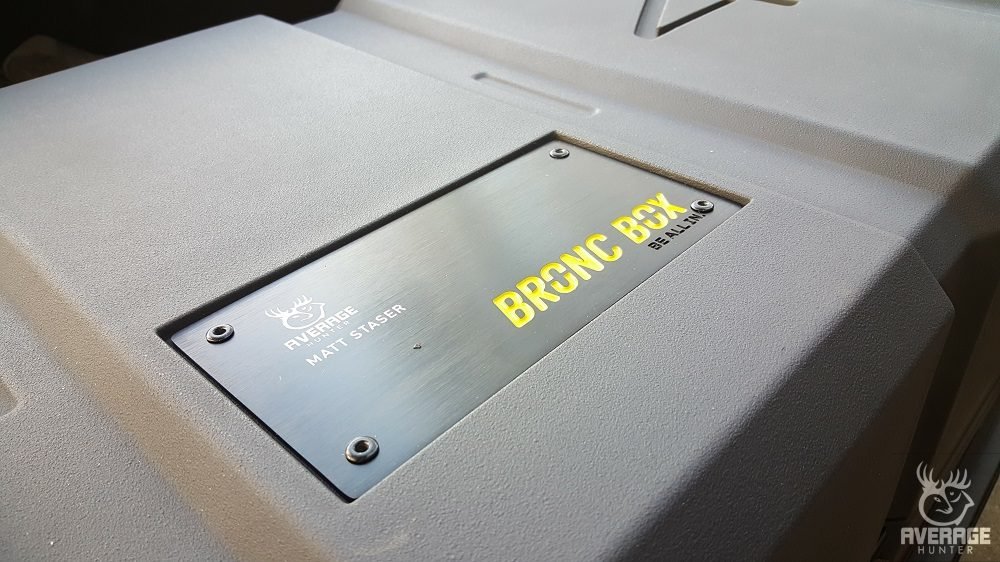 AVERAGE
HUNTER
MATT STASER
BRONC BOX
BE ALL IN.
AVERAGE
HUNTER